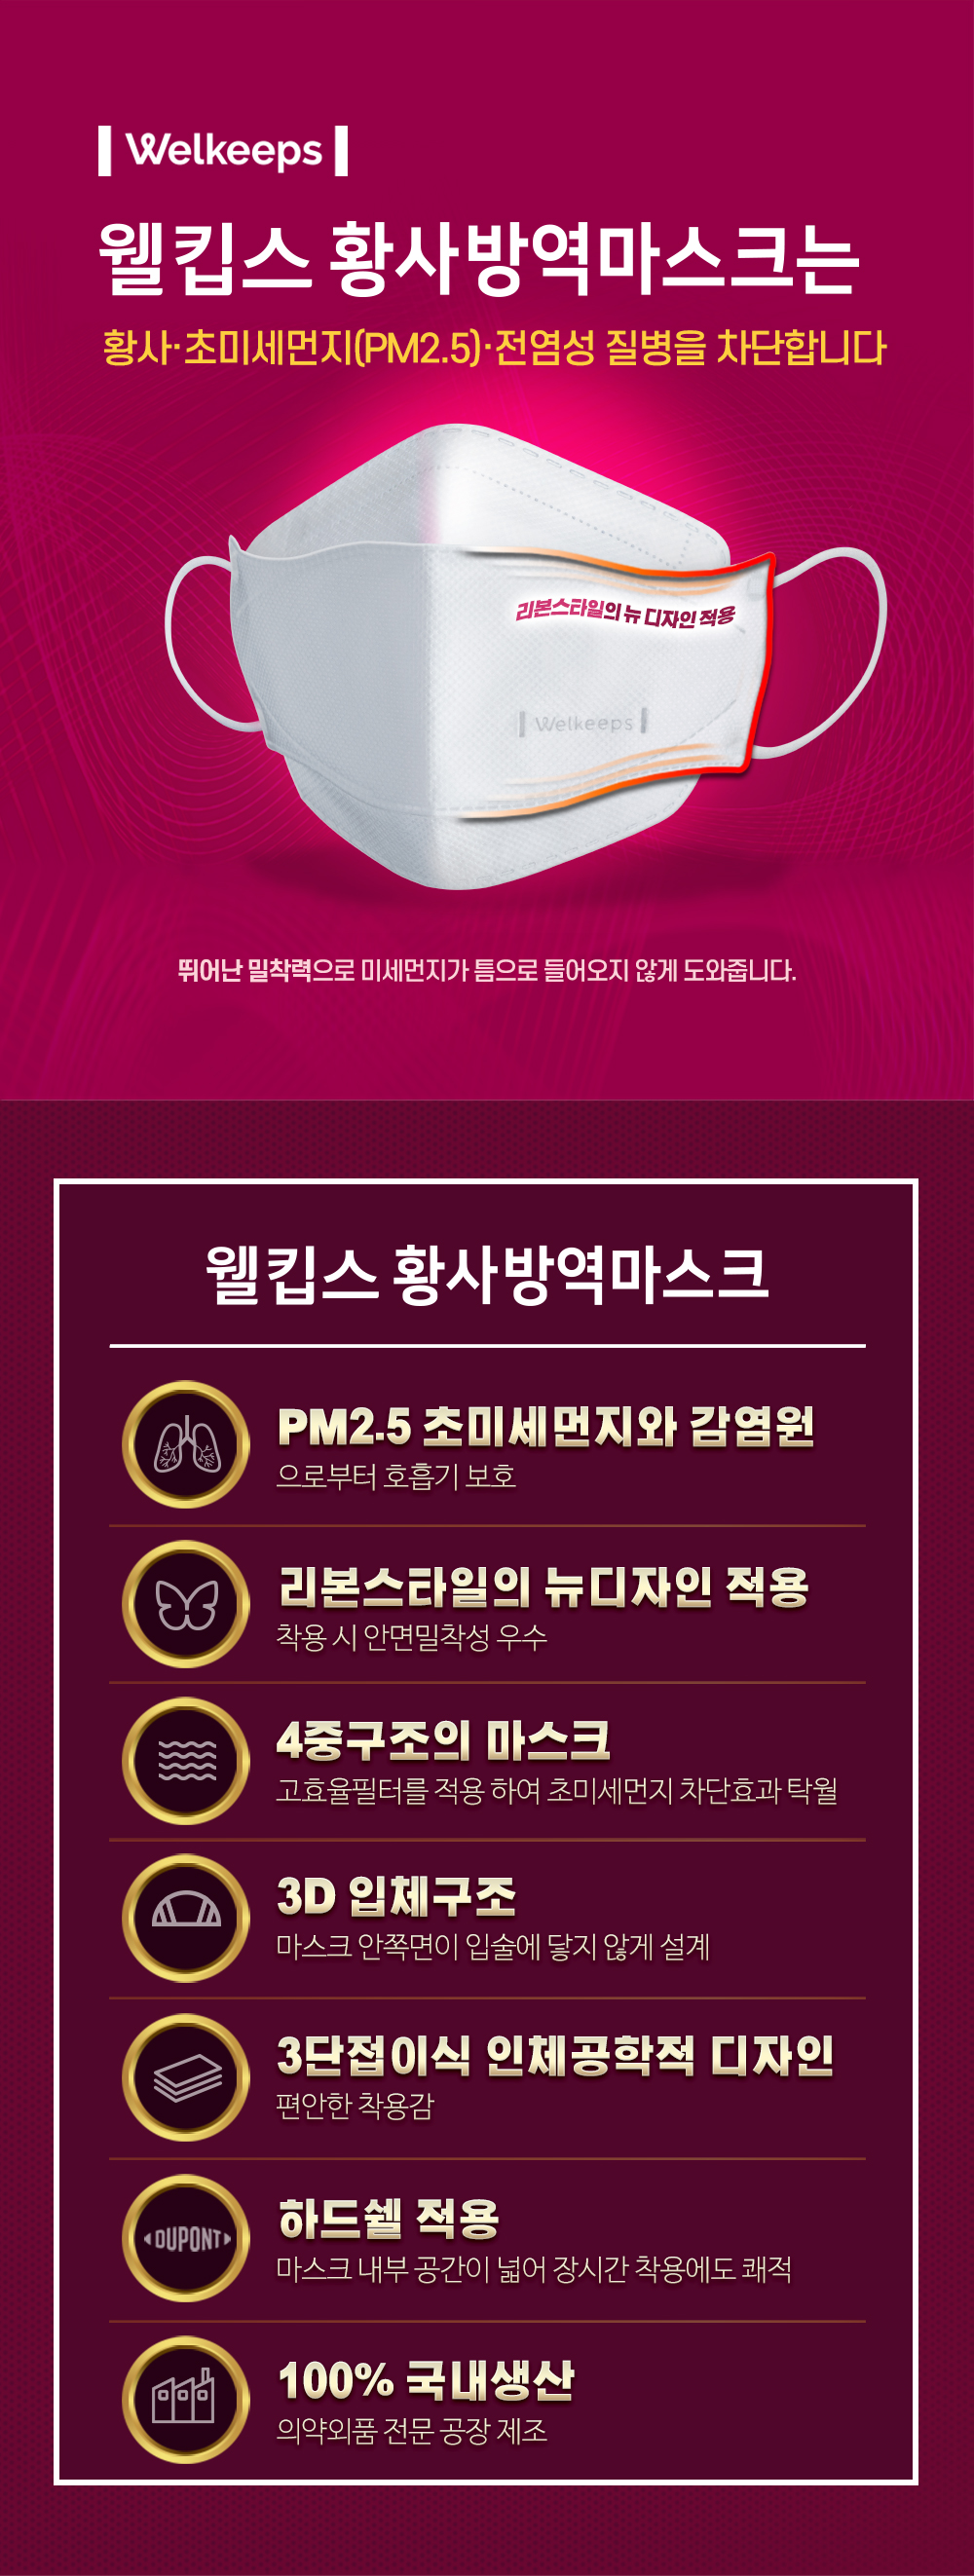 Welkeeps
웰킵스 황사방역마스크는
황사·초미세먼지(PM2.5)·전염성 질병을 차단합니다
리본스타일의 뉴 디자인 적용
Welkeeps
뛰어난 밀착력으로 미세먼지가 틈으로 들어오지 않게 도와줍니다.
웰킵스 황사방역마스크
PM2.5 초미세먼지와 감염원
으로부터 호흡기 보호
리본스타일의 뉴디자인 적용
착용 시 안면밀착성 우수
4중구조의 마스크
고효율필터를 적용 하여 초미세먼지 차단효과 탁월
3D 입체구조
마스크 안쪽면이 입술에 닿지 않게 설계
3단접이식 인체공학적 디자인
편안한 착용감
DUPONT
하드쉘 적용
마스크 내부 공간이 넓어 장시간 착용에도 쾌적
100% 국내생산
의약외품 전문 공장 제조